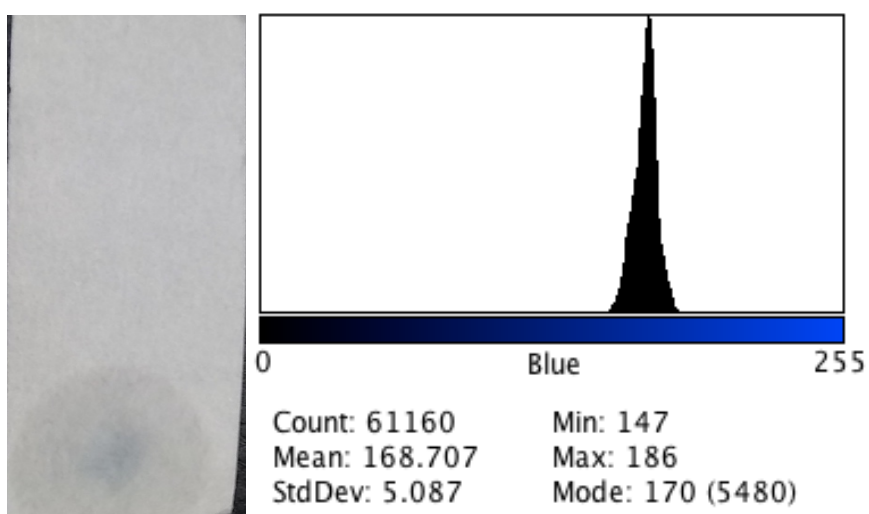 0 Blue 255
Count: 61160 Min: 147
Mean: 168.707 Max: 186
StdDev: 5.087 Mode: 170 (5480)